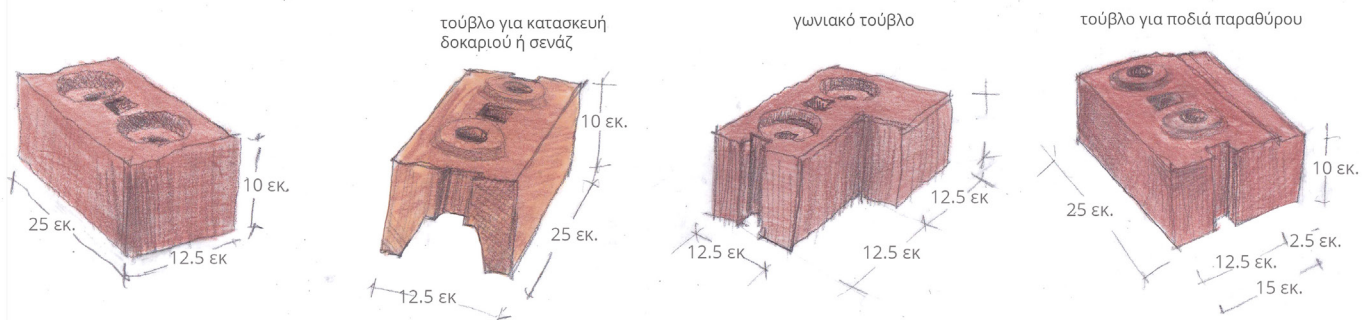 τούβλο για κατασκευή
δοκαριού ή σενάζ
γωνιακό τούβλο
τούβλο για ποδιά παραθύρου
10 εκ.
25 εκ.
12.5 εκ
10 εκ.
25 εκ.
12.5 εκ
12.5 εκ.
12.5 εκ
12.5 εκ
10 εκ.
25 εκ.
2.5 εκ.
12.5 εκ.
15 εκ.